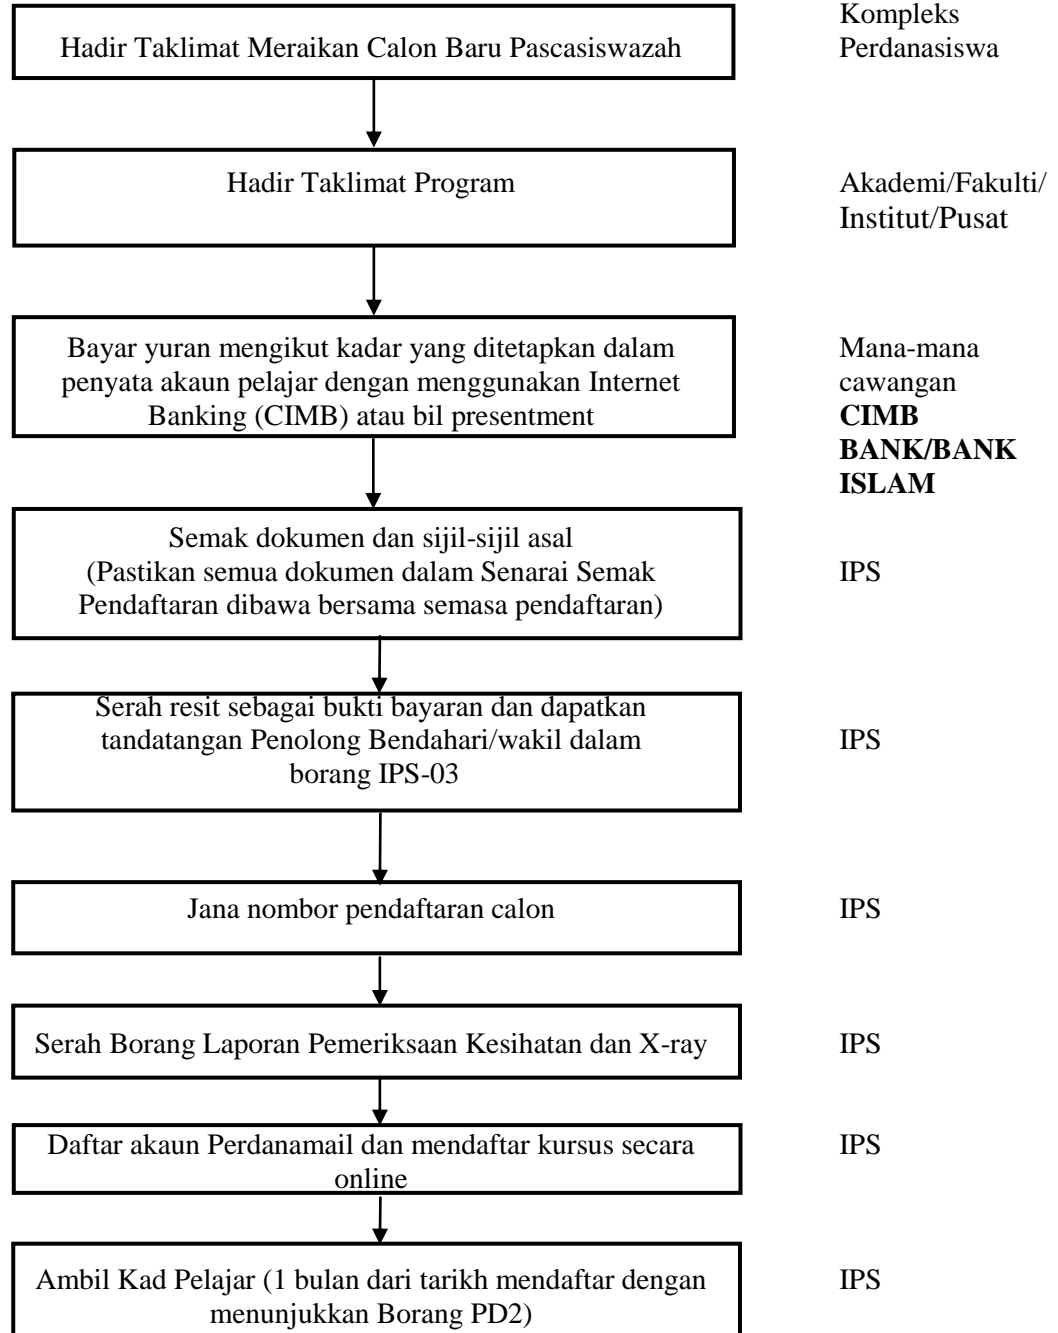 Kompleks
Hadir Taklimat Meraikan Calon Baru Pascasiswazah
Perdanasiswa
Hadir Taklimat Program
Akademi/Fakulti/
Institut/Pusat
Bayar yuran mengikut kadar yang ditetapkan dalam
penyata akaun pelajar dengan menggunakan Internet
Banking (CIMB) atau bil presentment
Mana-mana
cawangan
CIMB
BANK/BANK
ISLAM
Semak dokumen dan sijil-sijil asal
(Pastikan semua dokumen dalam Senarai Semak
Pendaftaran dibawa bersama semasa pendaftaran)
IPS
Serah resit sebagai bukti bayaran dan dapatkan
tandatangan Penolong Bendahari/wakil dalam
borang IPS-03
IPS
Jana nombor pendaftaran calon
IPS
Serah Borang Laporan Pemeriksaan Kesihatan dan X-ray
IPS
Daftar akaun Perdanamail dan mendaftar kursus secara
online
IPS
Ambil Kad Pelajar (1 bulan dari tarikh mendaftar dengan
menunjukkan Borang PD2)
IPS